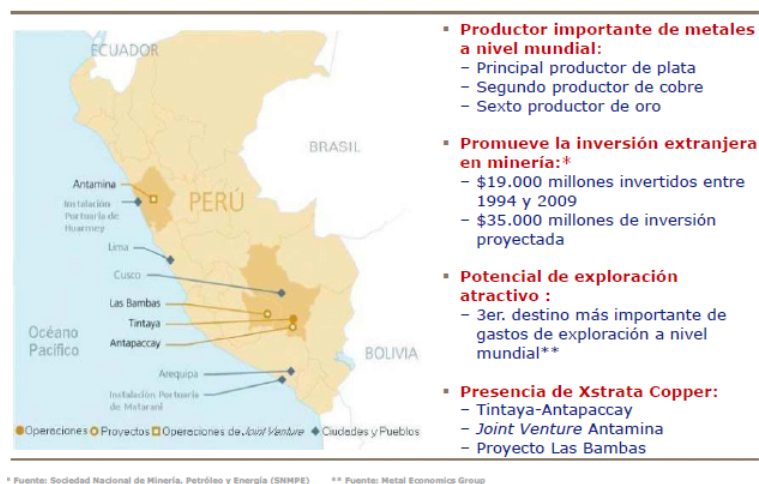 ECUADOR
BRASIL
PERÚ
Antamina
Instalación
Portuaria de
Huarmey
Lima
Cusco
Las Bambas
Tintaya
Antapaccay
Océano
Pacífico
BOLIVIA
Arequipa
Instalación Portuaria
de Matarani
Operaciones Proyectos Operaciones de Joint Venture Ciudades y Pueblos
▪ Productor importante de metales
a nivel mundial:
– Principal productor de plata
– Segundo productor de cobre
– Sexto productor de oro
▪ Promueve la inversión extranjera
en minería:*
– $19.000 millones invertidos entre
1994 y 2009
– $35.000 millones de inversión
proyectada
▪ Potencial de exploración
atractivo :
– 3er. destino más importante de
gastos de exploración a nivel
mundial**
▪ Presencia de Xstrata Copper:
– Tintaya-Antapaccay
– Joint Venture Antamina
– Proyecto Las Bambas
* Fuente: Sociedad Nacional de Minería, Petróleo y Energía (SNMPE) ** Fuente: Metal Economics Group